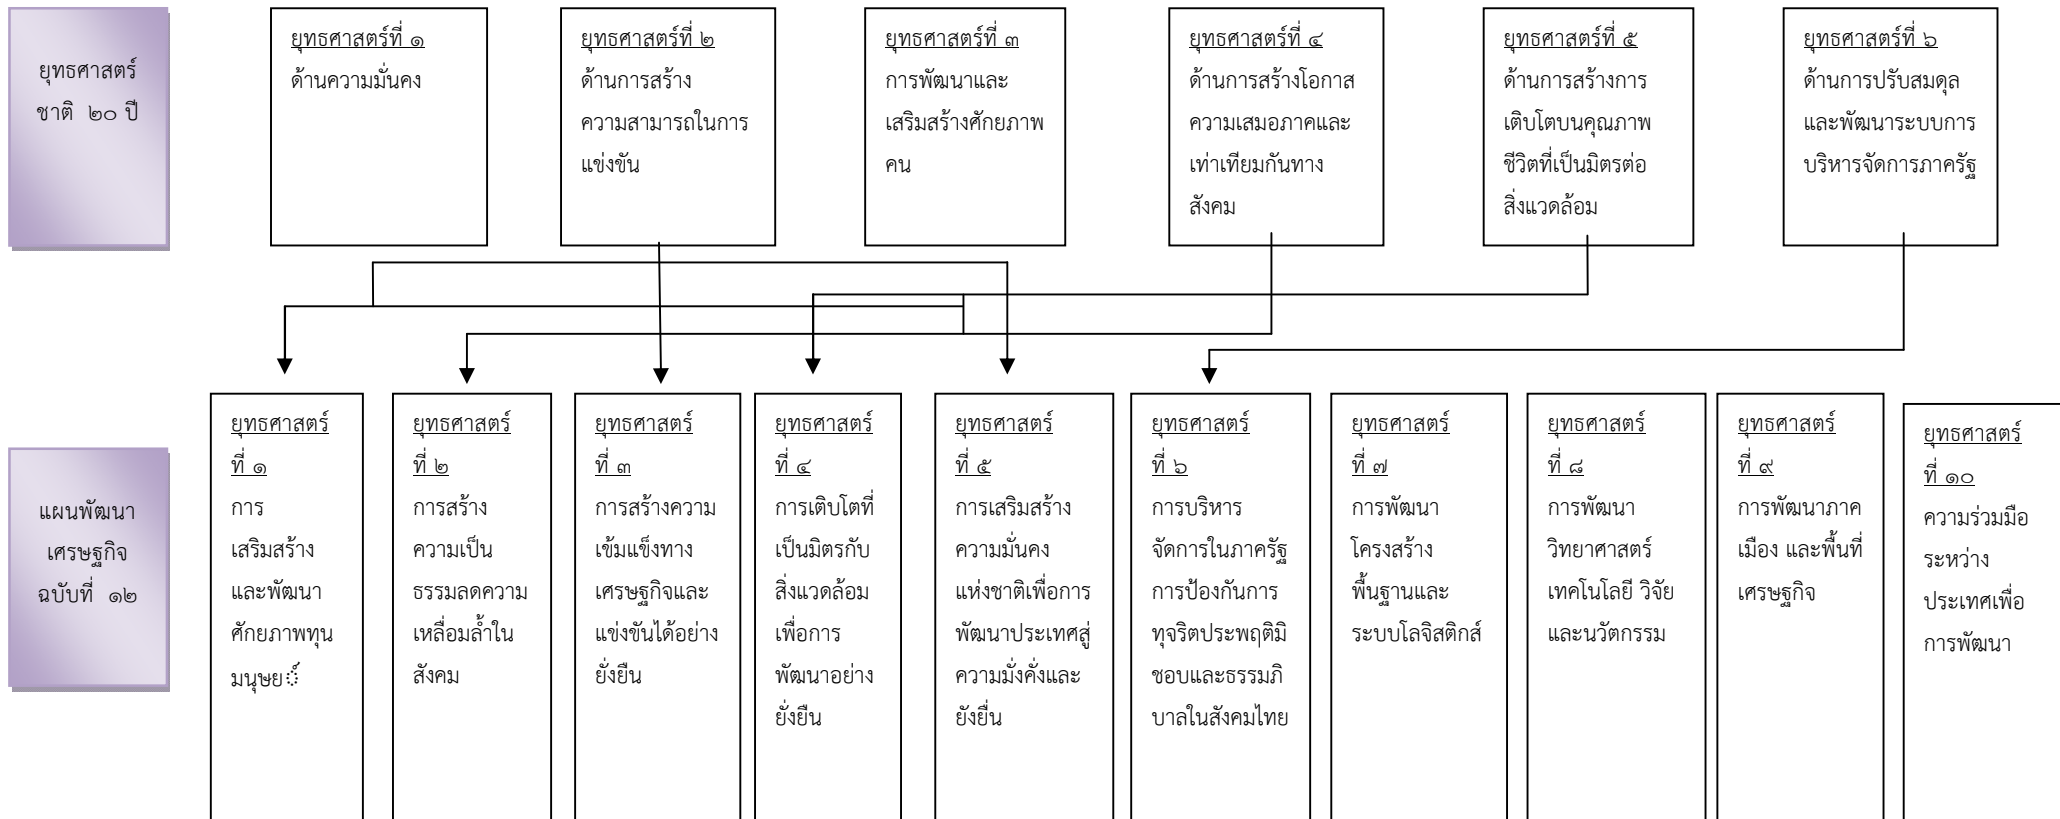 ยุทธศาสตร์
ชาติ ๒๐ ปี
ยุทธศาสตร์ที่ ๑
ด้านความมั่นคง
ยุทธศาสตร์ที่ ๒
ด้านการสร้าง
ความสามารถในการ
แข่งขัน
ยุทธศาสตร์ที่ ๓
การพัฒนาและ
เสริมสร้างศักยภาพ
คน
ยุทธศาสตร์ที่ ๔
ด้านการสร้างโอกาส
ความเสมอภาคและ
เท่าเทียมกันทาง
สังคม
ยุทธศาสตร์ที่ ๕
ด้านการสร้างการ
เติบโตบนคุณภาพ
ชีวิตที่เป็นมิตรต่อ
สิ่งแวดล้อม
ยุทธศาสตร์ที่ ๖
ด้านการปรับสมดุล
และพัฒนาระบบการ
บริหารจัดการภาครัฐ
แผนพัฒนา
เศรษฐกิจ
ฉบับที่ ๑๒
ยุทธศาสตร์
ที่ ๑
การ
เสริมสร้าง
และพัฒนา
ศักยภาพทุน
มนุษย์
ยุทธศาสตร์
ที่ ๒
การสร้าง
ความเป็น
ธรรมลดความ
เหลื่อมล้ำใน
สังคม
ยุทธศาสตร์
ที่ ๓
การสร้างความ
เข้มแข็งทาง
เศรษฐกิจและ
แข่งขันได้อย่าง
ยั่งยืน
ยุทธศาสตร์
ที่ ๔
การเติบโตที่
เป็นมิตรกับ
สิ่งแวดล้อม
เพื่อการ
พัฒนาอย่าง
ยั่งยืน
ยุทธศาสตร์
ที่ ๕
การเสริมสร้าง
ความมั่นคง
แห่งชาติเพื่อการ
พัฒนาประเทศสู่
ความมั่งคั่งและ
ยังยื่น
ยุทธศาสตร์
ที่ ๖
การบริหาร
จัดการในภาครัฐ
การป้องกันการ
ทุจริตประพฤติมิ
ชอบและธรรมภิ
บาลในสังคมไทย
ยุทธศาสตร์
ที่ ๗
การพัฒนา
โครงสร้าง
พื้นฐานและ
ระบบโลจิสติกส์
ยุทธศาสตร์
ที่ ๘
การพัฒนา
วิทยาศาสตร์
เทคโนโลยี วิจัย
และนวัตกรรม
ยุทธศาสตร์
ที่ ๙
การพัฒนาภาค
เมือง และพื้นที่
เศรษฐกิจ
ยุทธศาสตร์
ที่ ๑๐
ความร่วมมือ
ระหว่าง
ประเทศเพื่อ
การพัฒนา